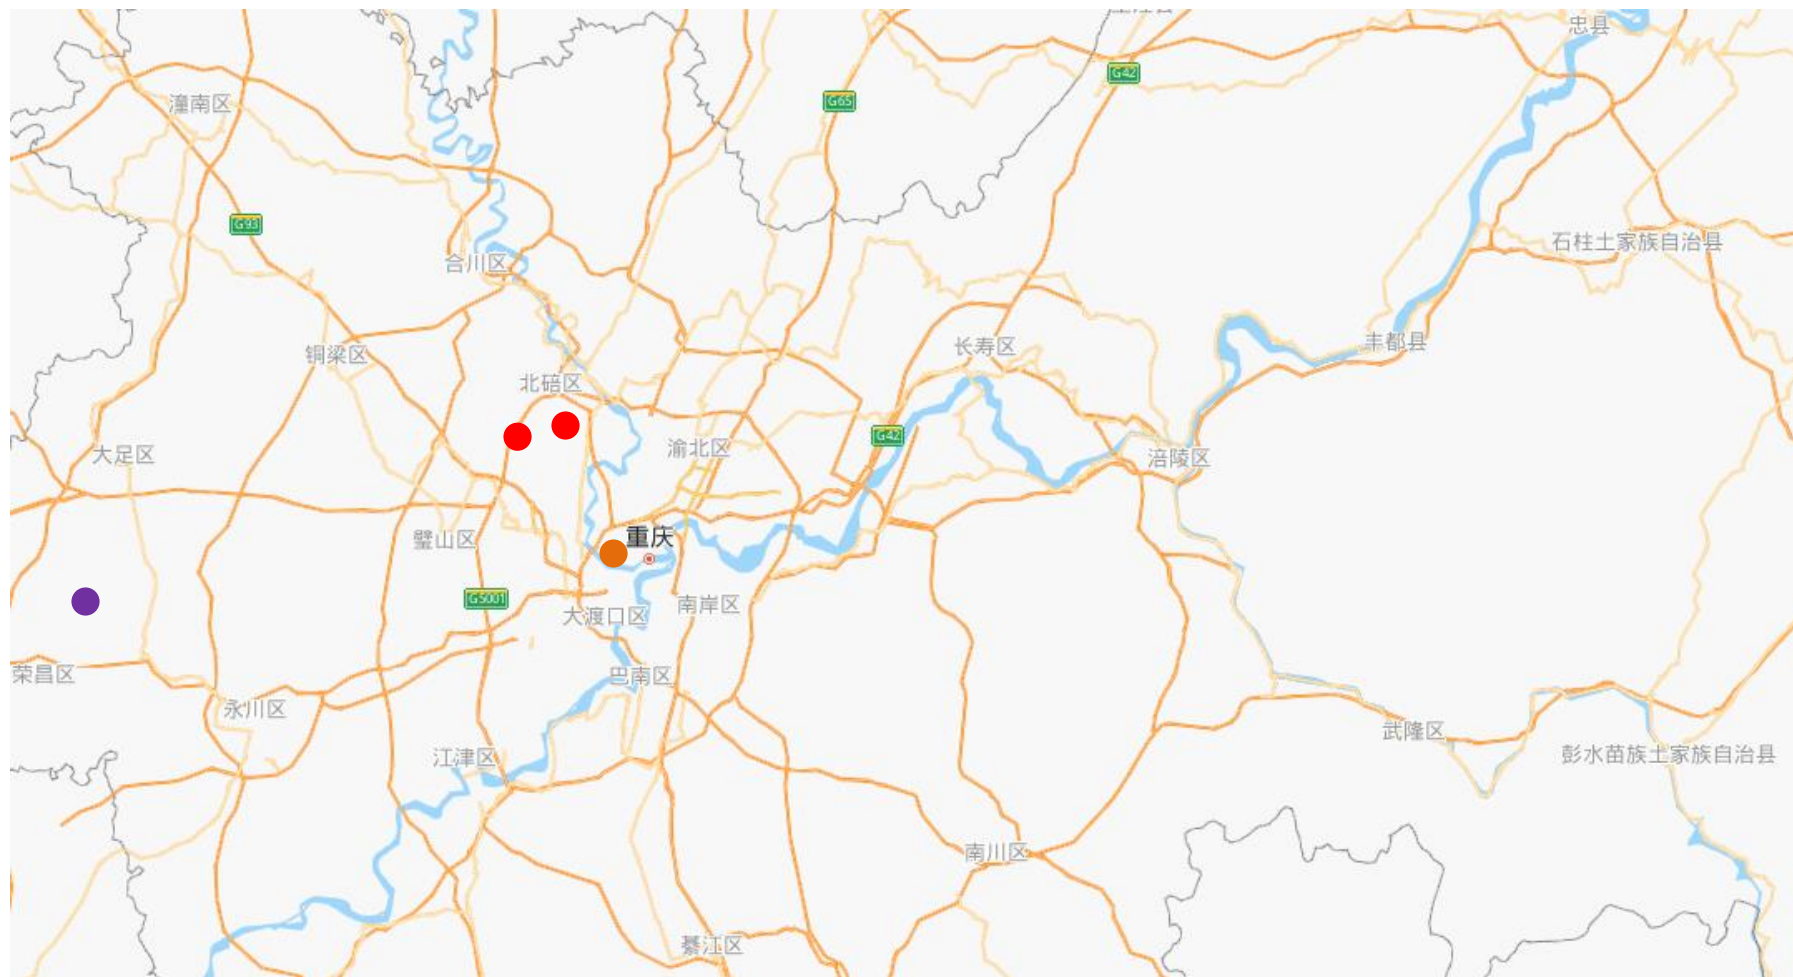 忠县
G42
G65
潼南区
G93
石柱土家族自治县
合川区
丰都县
长寿区
铜梁区
北碚区
G42
渝北区
大足区
涪陵区
重庆
璧山区
G5001
南岸区
大渡口区
荣昌区
巴南区
永川区
武隆区
江津区
彭水苗族土家族自治县
南川区
綦江区